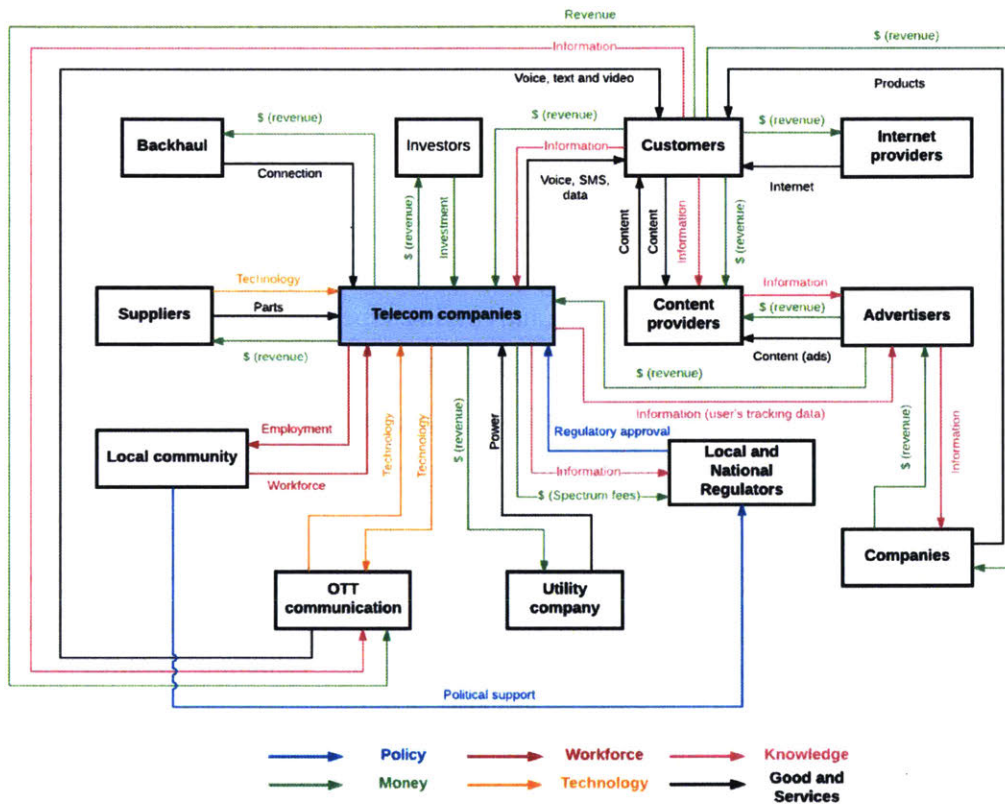 Revenue
$ (revenue)
Information
Voice, text and video
Products
$ (revenue)
$ (revenue)
$ (revenue)
Backhaul
Investors
Information
Customers
Internet
providers
Connection
Voice, SMS,
data
Internet
$ (revenue)
Investment
Content
Content
Information
$ (revenue)
Technology
Information
Suppliers
Parts
Telecom companies
Content
providers
$ (revenue)
Advertisers
$ (revenue)
Content (ads)
$ (revenue)
Information (user's tracking data)
Employment
Technology
Technology
$ (revenue)
Power
Regulatory approval
$ (revenue)
Information
Local community
Local and
National
Regulators
Workforce
Information
$ (Spectrum fees)
Companies
OTT
communication
Utility
company
Political support
Policy
Workforce
Knowledge
Money
Technology
Good and
Services